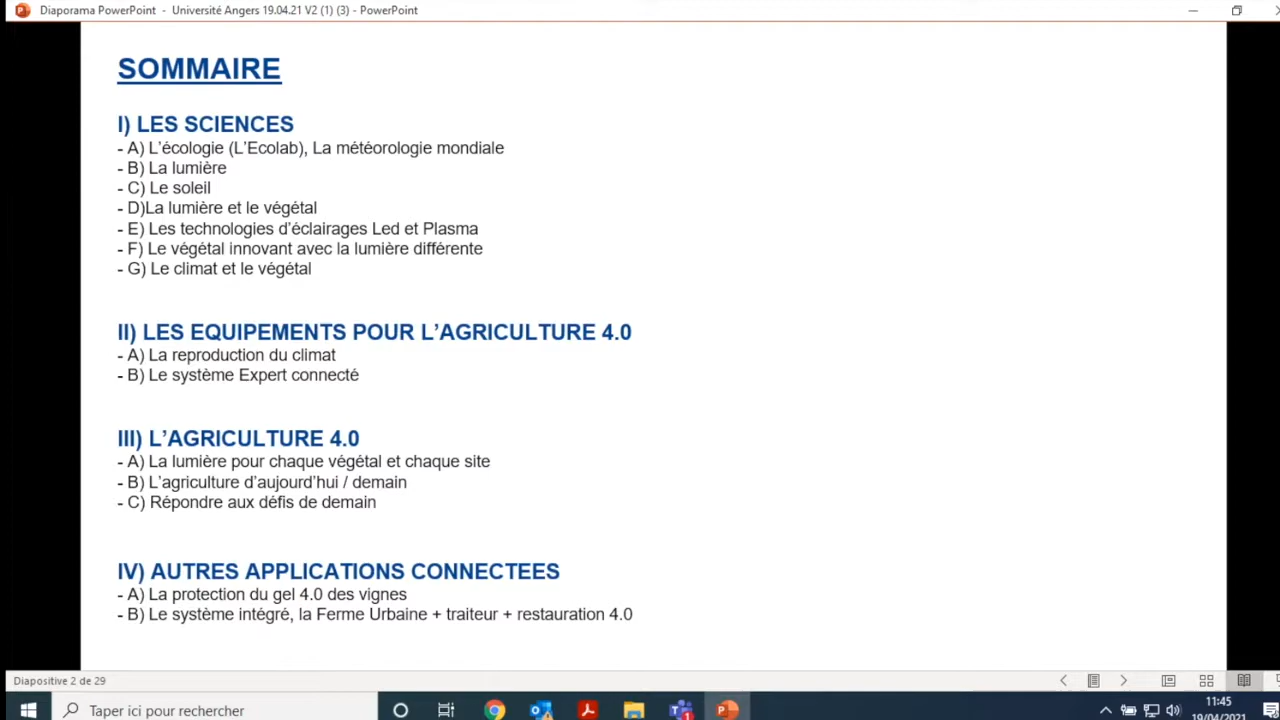 Diaporama PowerPoint - Université Angers 19.04.21 V2 (1) (3) - PowerPoint
SOMMAIRE
I) LES SCIENCES
- A) L'écologie (L'Ecolab), La météorologie mondiale
- B) La lumière
- C) Le soleil
- D)La lumière et le végétal
- E) Les technologies d'éclairages Led et Plasma
- F) Le végétal innovant avec la lumière différente
- G) Le climat et le végétal
II) LES EQUIPEMENTS POUR L'AGRICULTURE 4.0
- A) La reproduction du climat
- B) Le système Expert connecté
III) L'AGRICULTURE 4.0
- A) La lumière pour chaque végétal et chaque site
- B) L'agriculture d'aujourd'hui / demain
- C) Répondre aux défis de demain
IV) AUTRES APPLICATIONS CONNECTEES
- A) La protection du gel 4.0 des vignes
- B) Le système intégré, la Ferme Urbaine + traiteur + restauration 4.0
Diapositive 2 de 29
Taper ici pour rechercher
11:45
19/04/2021